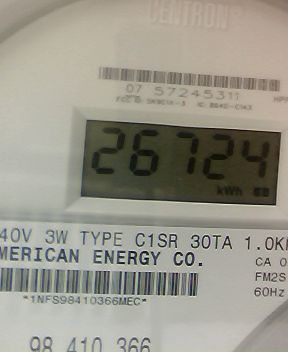 CENTRON®
07 57245311
26724
kWh
40V 3W TYPE C1SR 30TA 1.0K
MERICAN ENERGY CO.
CA 0
FM2S
*1NFS98410366MEC*
60Hz
98 410 366